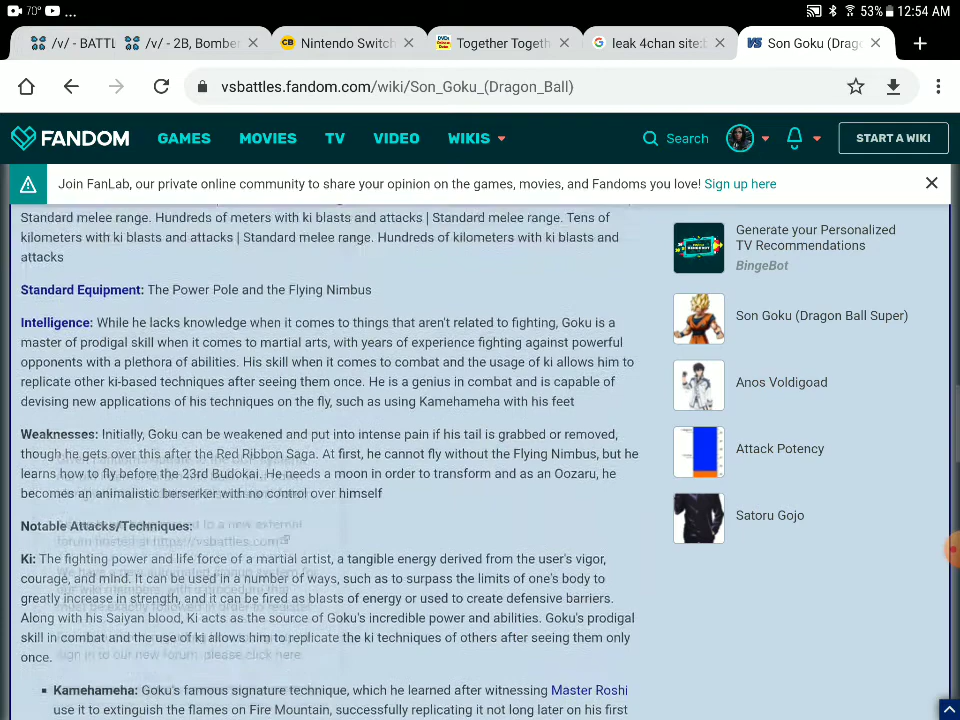 70° ...
53% 12:54 AM
/v/ - BATTL
/v/ - 2B, Bomber
Nintendo Switch
Together Togeth
leak 4chan site:b
Son Goku (Drag
vsbattles.fandom.com/wiki/Son_Goku_(Dragon_Ball)
FANDOM
GAMES
MOVIES
TV
VIDEO
WIKIS
Search
START A WIKI
Join FanLab, our private online community to share your opinion on the games, movies, and Fandoms you love! Sign up here
Standard melee range. Hundreds of meters with ki blasts and attacks | Standard melee range. Tens of
kilometers with ki blasts and attacks | Standard melee range. Hundreds of kilometers with ki blasts and
attacks
Standard Equipment: The Power Pole and the Flying Nimbus
Intelligence: While he lacks knowledge when it comes to things that aren't related to fighting, Goku is a
master of prodigal skill when it comes to martial arts, with years of experience fighting against powerful
opponents with a plethora of abilities. His skill when it comes to combat and the usage of ki allows him to
replicate other ki-based techniques after seeing them once. He is a genius in combat and is capable of
devising new applications of his techniques on the fly, such as using Kamehameha with his feet
Weaknesses: Initially, Goku can be weakened and put into intense pain if his tail is grabbed or removed,
though he gets over this after the Red Ribbon Saga. At first, he cannot fly without the Flying Nimbus, but he
learns how to fly before the 23rd Budokai. He needs a moon in order to transform and as an Oozaru, he
becomes an animalistic berserker with no control over himself
Notable Attacks/Techniques:
Ki: The fighting power and life force of a martial artist, a tangible energy derived from the user's vigor,
courage, and mind. It can be used in a number of ways, such as to surpass the limits of one's body to
greatly increase in strength, and it can be fired as blasts of energy or used to create defensive barriers.
Along with his Saiyan blood, Ki acts as the source of Goku's incredible power and abilities. Goku's prodigal
skill in combat and the use of ki allows him to replicate the ki techniques of others after seeing them only
once.
Kamehameha: Goku's famous signature technique, which he learned after witnessing Master Roshi
use it to extinguish the flames on Fire Mountain, successfully replicating it not long later on his first
to a new external
forum hosted at https://vsbattles.com
sign in to our new forum, please click here
Generate your Personalized
TV Recommendations
BingeBot
Son Goku (Dragon Ball Super)
Anos Voldigoad
Attack Potency
Satoru Gojo